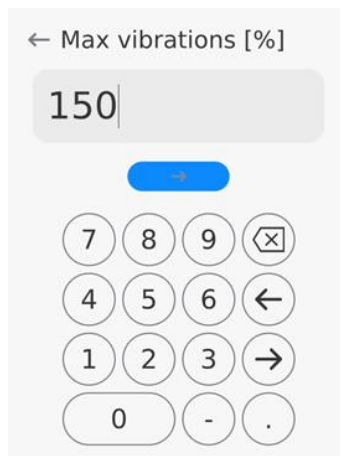 ← Max vibrations [%]
150
→
7 8 9 ⌫
4 5 6 ←
1 2 3 →
0 - .